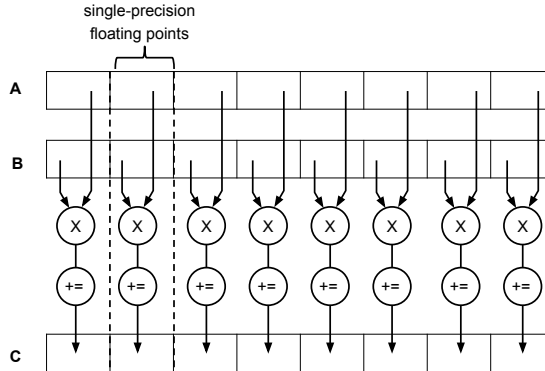 single-precision
floating points
A
B
X X X X X X X X
+= += += += += += += +=
C